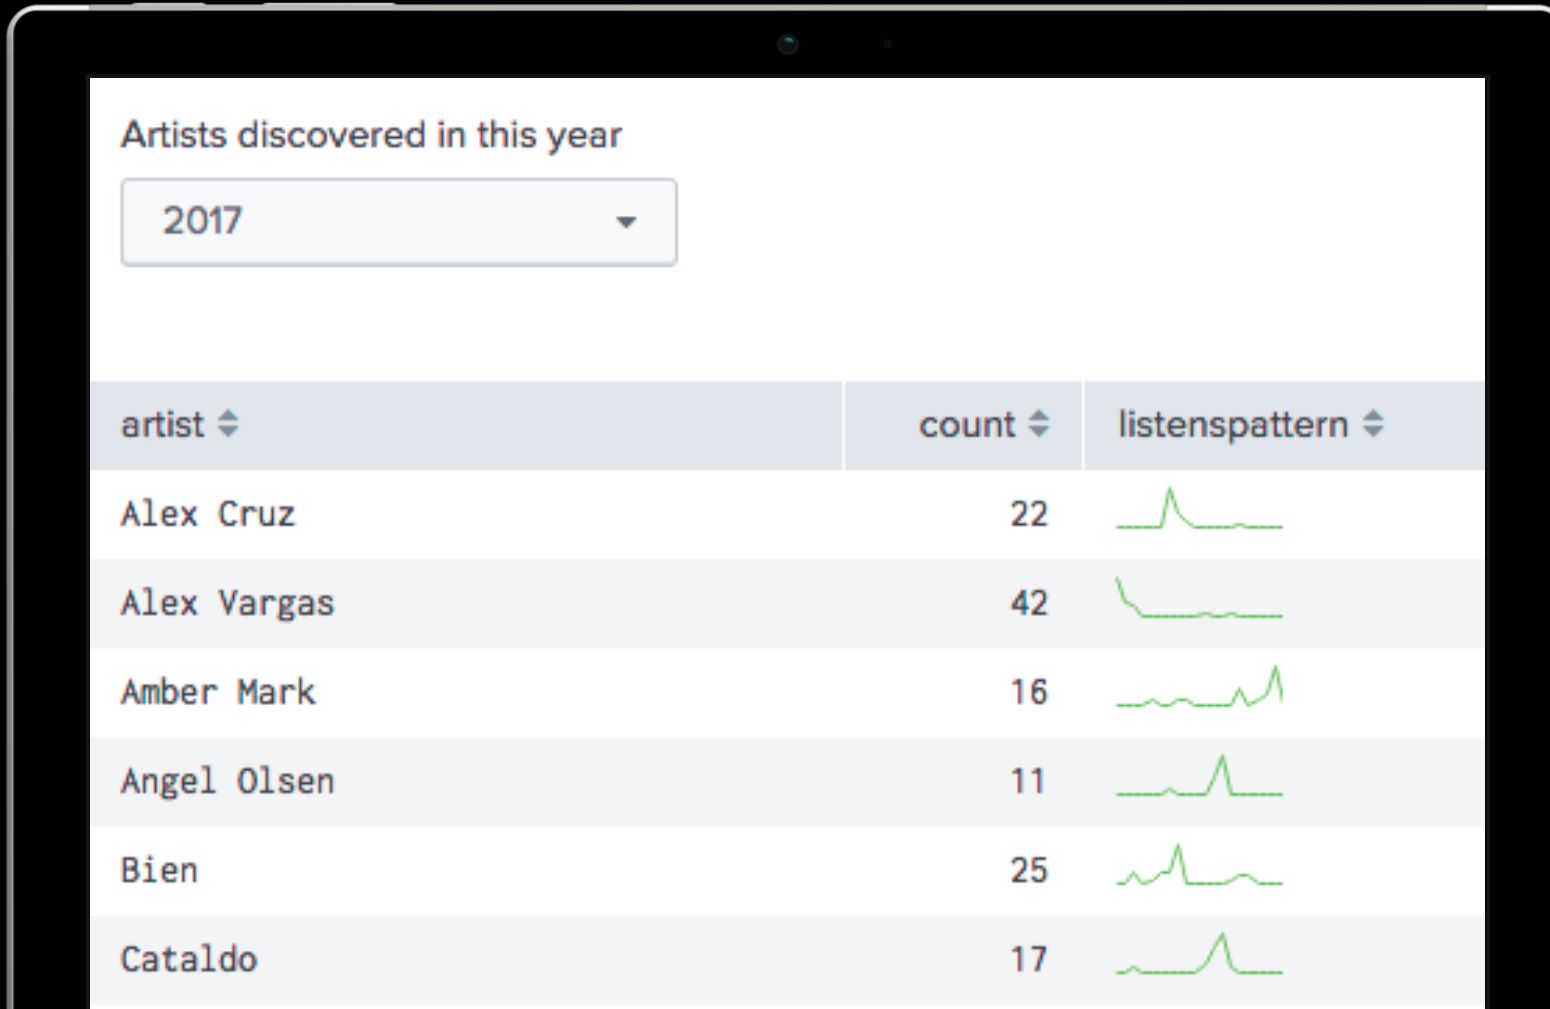 Artists discovered in this year
2017
artist count listenspattern
Alex Cruz 22
Alex Vargas 42
Amber Mark 16
Angel Olsen 11
Bien 25
Cataldo 17